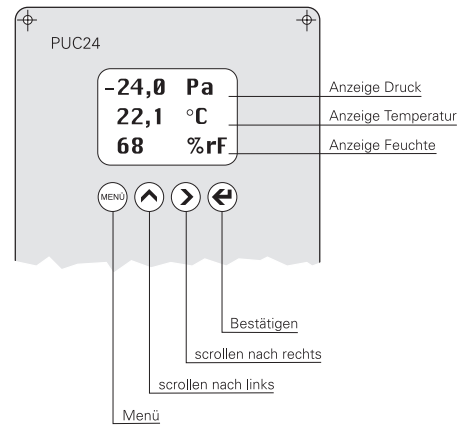 PUC24
-24,0 Pa
22,1 °C
68 %rF
Anzeige Druck
Anzeige Temperatur
Anzeige Feuchte
MENÜ
Bestätigen
scrollen nach rechts
scrollen nach links
Menü